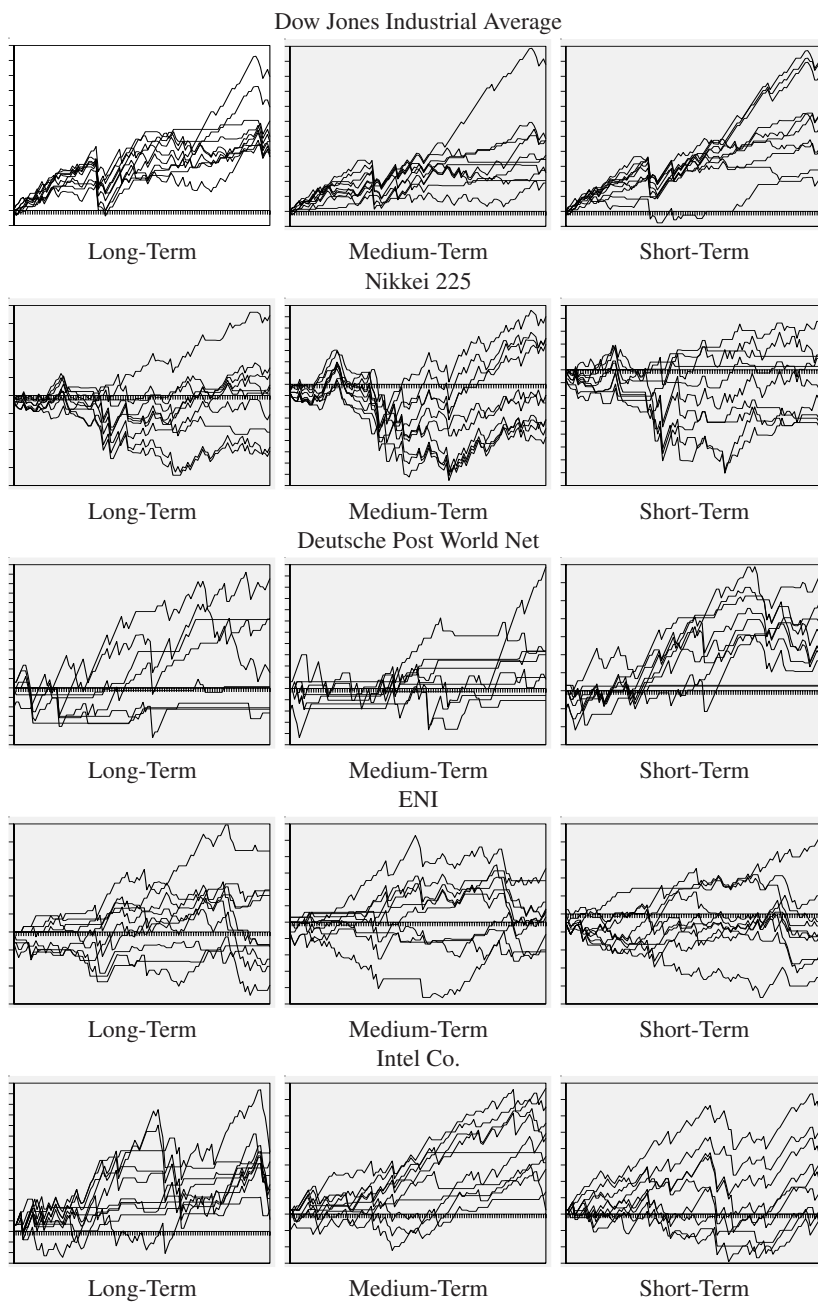 Dow Jones Industrial Average
Long-Term Medium-Term Short-Term
Nikkei 225
Long-Term Medium-Term Short-Term
Deutsche Post World Net
Long-Term Medium-Term Short-Term
ENI
Long-Term Medium-Term Short-Term
Intel Co.
Long-Term Medium-Term Short-Term